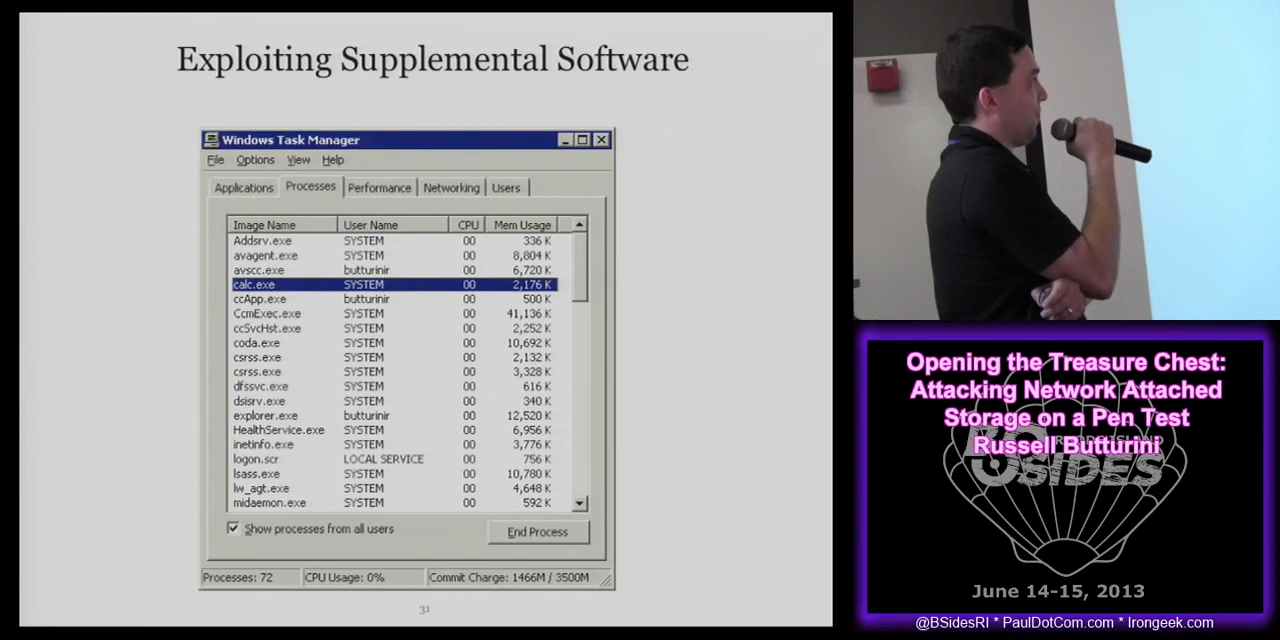 Exploiting Supplemental Software
Windows Task Manager
File Options View Help
Applications Processes Performance Networking Users
Image Name User Name CPU Mem Usage
Addsrv.exe SYSTEM 00 336 K
avagent.exe SYSTEM 00 8,804 K
avscc.exe butturinir 00 6,720 K
calc.exe SYSTEM 00 2,176 K
ccApp.exe butturinir 00 500 K
CcmExec.exe SYSTEM 00 41,136 K
ccSvcHst.exe SYSTEM 00 2,252 K
coda.exe SYSTEM 00 10,692 K
csrss.exe SYSTEM 00 2,132 K
csrss.exe SYSTEM 00 3,328 K
dfssvc.exe SYSTEM 00 616 K
dsisrv.exe SYSTEM 00 340 K
explorer.exe butturinir 00 12,520 K
HealthService.exe SYSTEM 00 6,956 K
inetinfo.exe SYSTEM 00 3,776 K
logon.scr LOCAL SERVICE 00 756 K
lsass.exe SYSTEM 00 10,780 K
lw_agt.exe SYSTEM 00 4,648 K
midaemon.exe SYSTEM 00 592 K
Show processes from all users
End Process
Processes: 72 CPU Usage: 0% Commit Charge: 1466M / 3500M
31
Opening the Treasure Chest:
Attacking Network Attached
Storage on a Pen Test
Russell Butturini
BSIDES
June 14-15, 2013
@BSidesRI * PaulDotCom.com * Irongeek.com